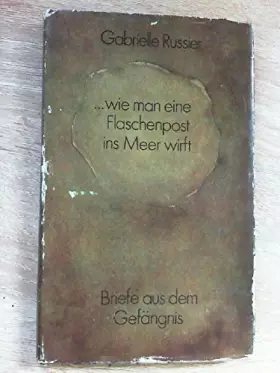 Gabrielle Russier
...wie man eine
Flaschenpost
ins Meer wirft
Briefe aus dem
Gefängnis